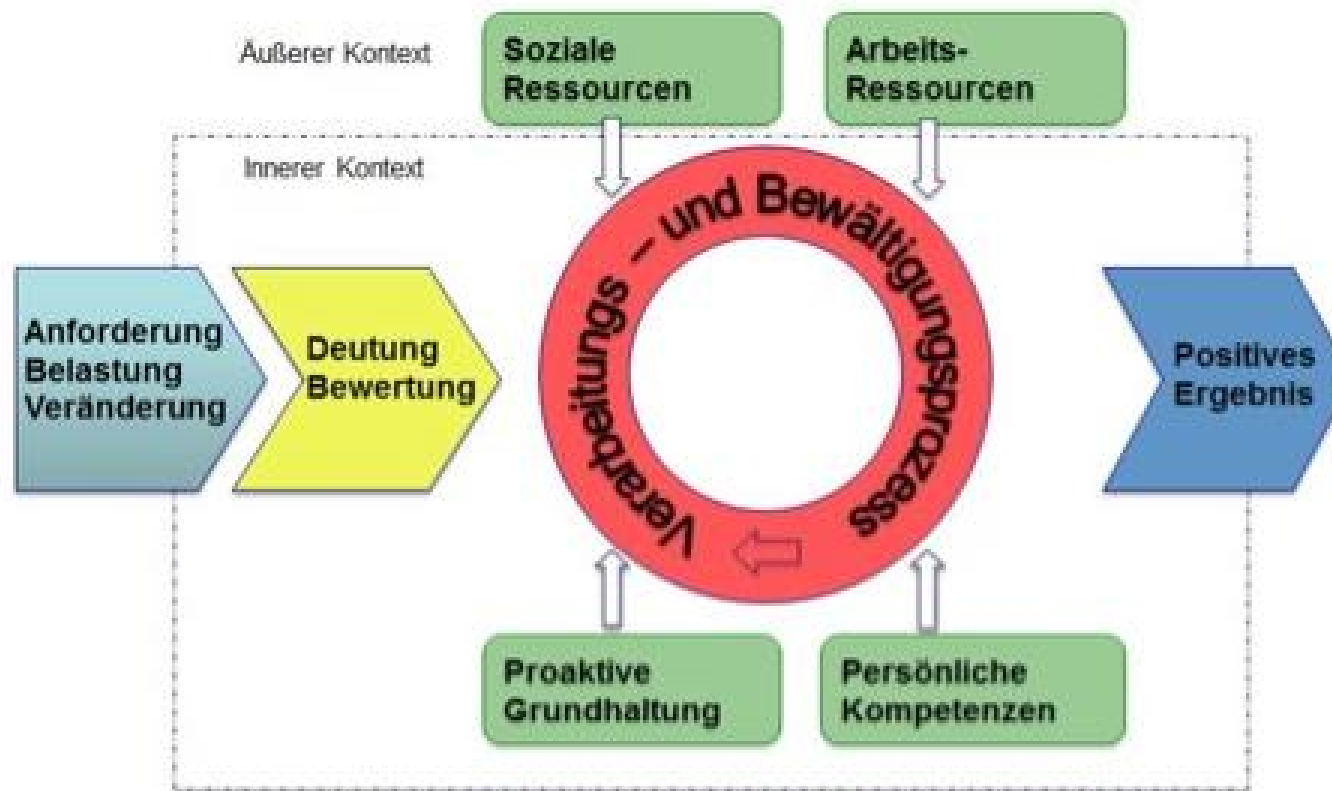 Äußerer Kontext
Soziale
Ressourcen
Arbeits-
Ressourcen
Innerer Kontext
Anforderung
Belastung
Veränderung
Deutung
Bewertung
Verarbeitungs – und Bewältigungsprozess
Positives
Ergebnis
Proaktive
Grundhaltung
Persönliche
Kompetenzen